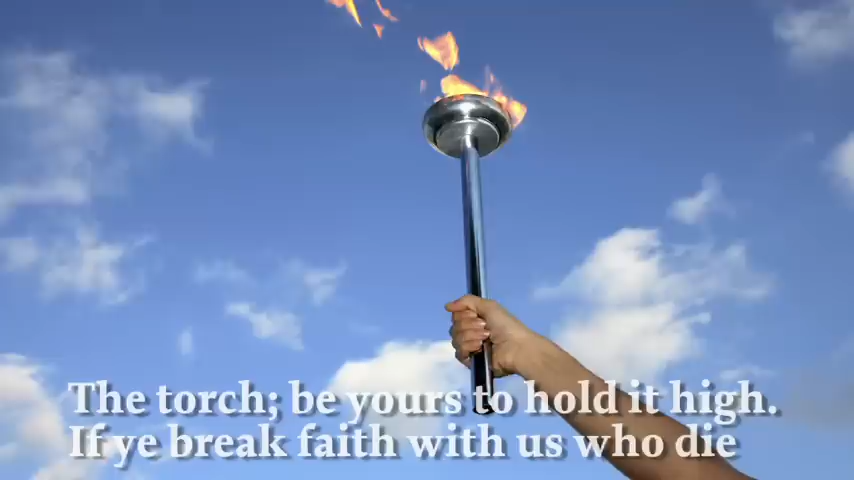 The torch; be yours to hold it high.
If ye break faith with us who die